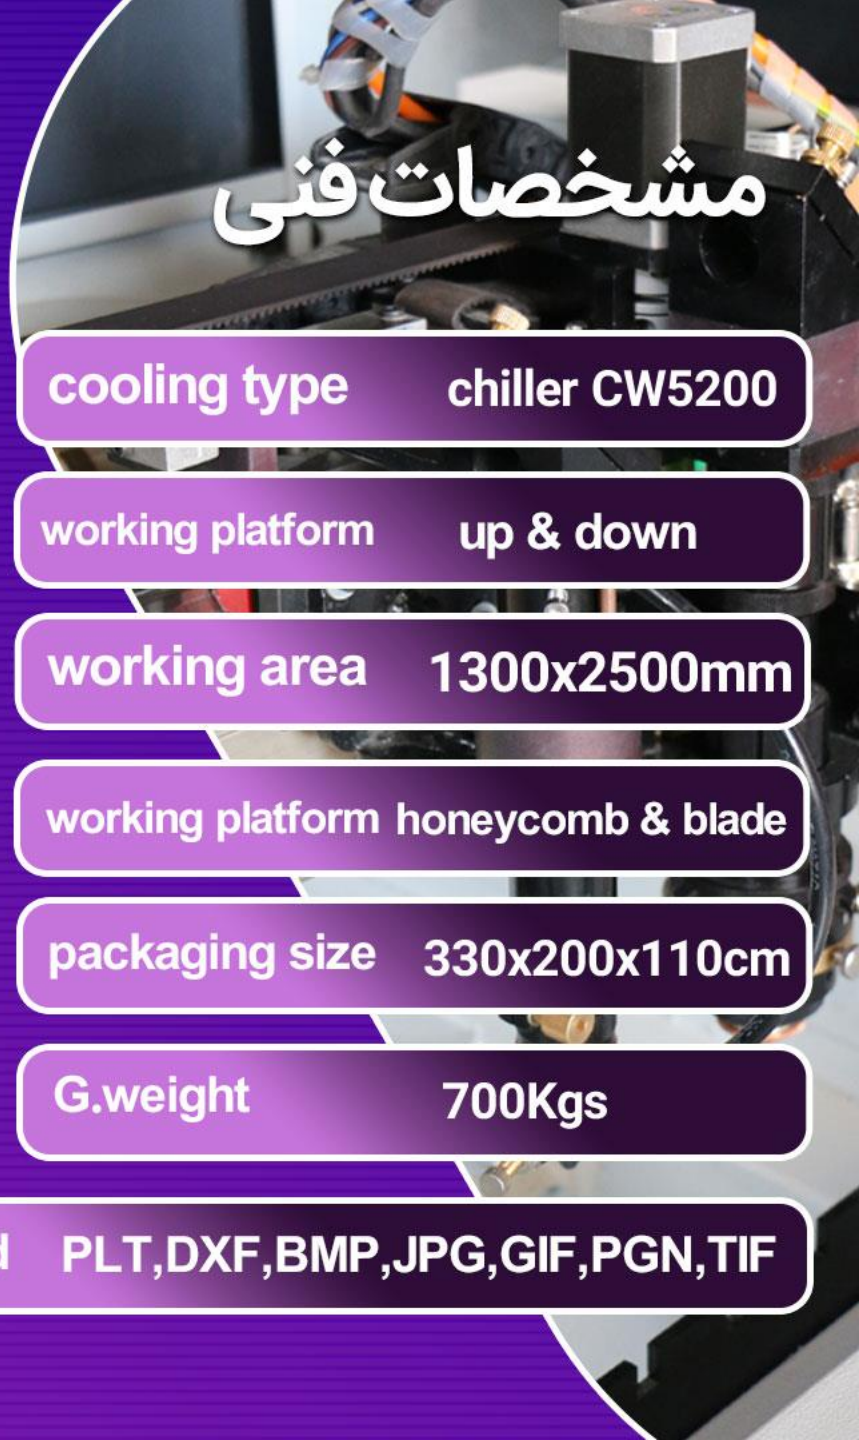 مشخصات فنی
cooling type chiller CW5200
working platform up & down
working area 1300x2500mm
working platform honeycomb & blade
packaging size 330x200x110cm
G.weight 700Kgs
PLT,DXF,BMP,JPG,GIF,PGN,TIF